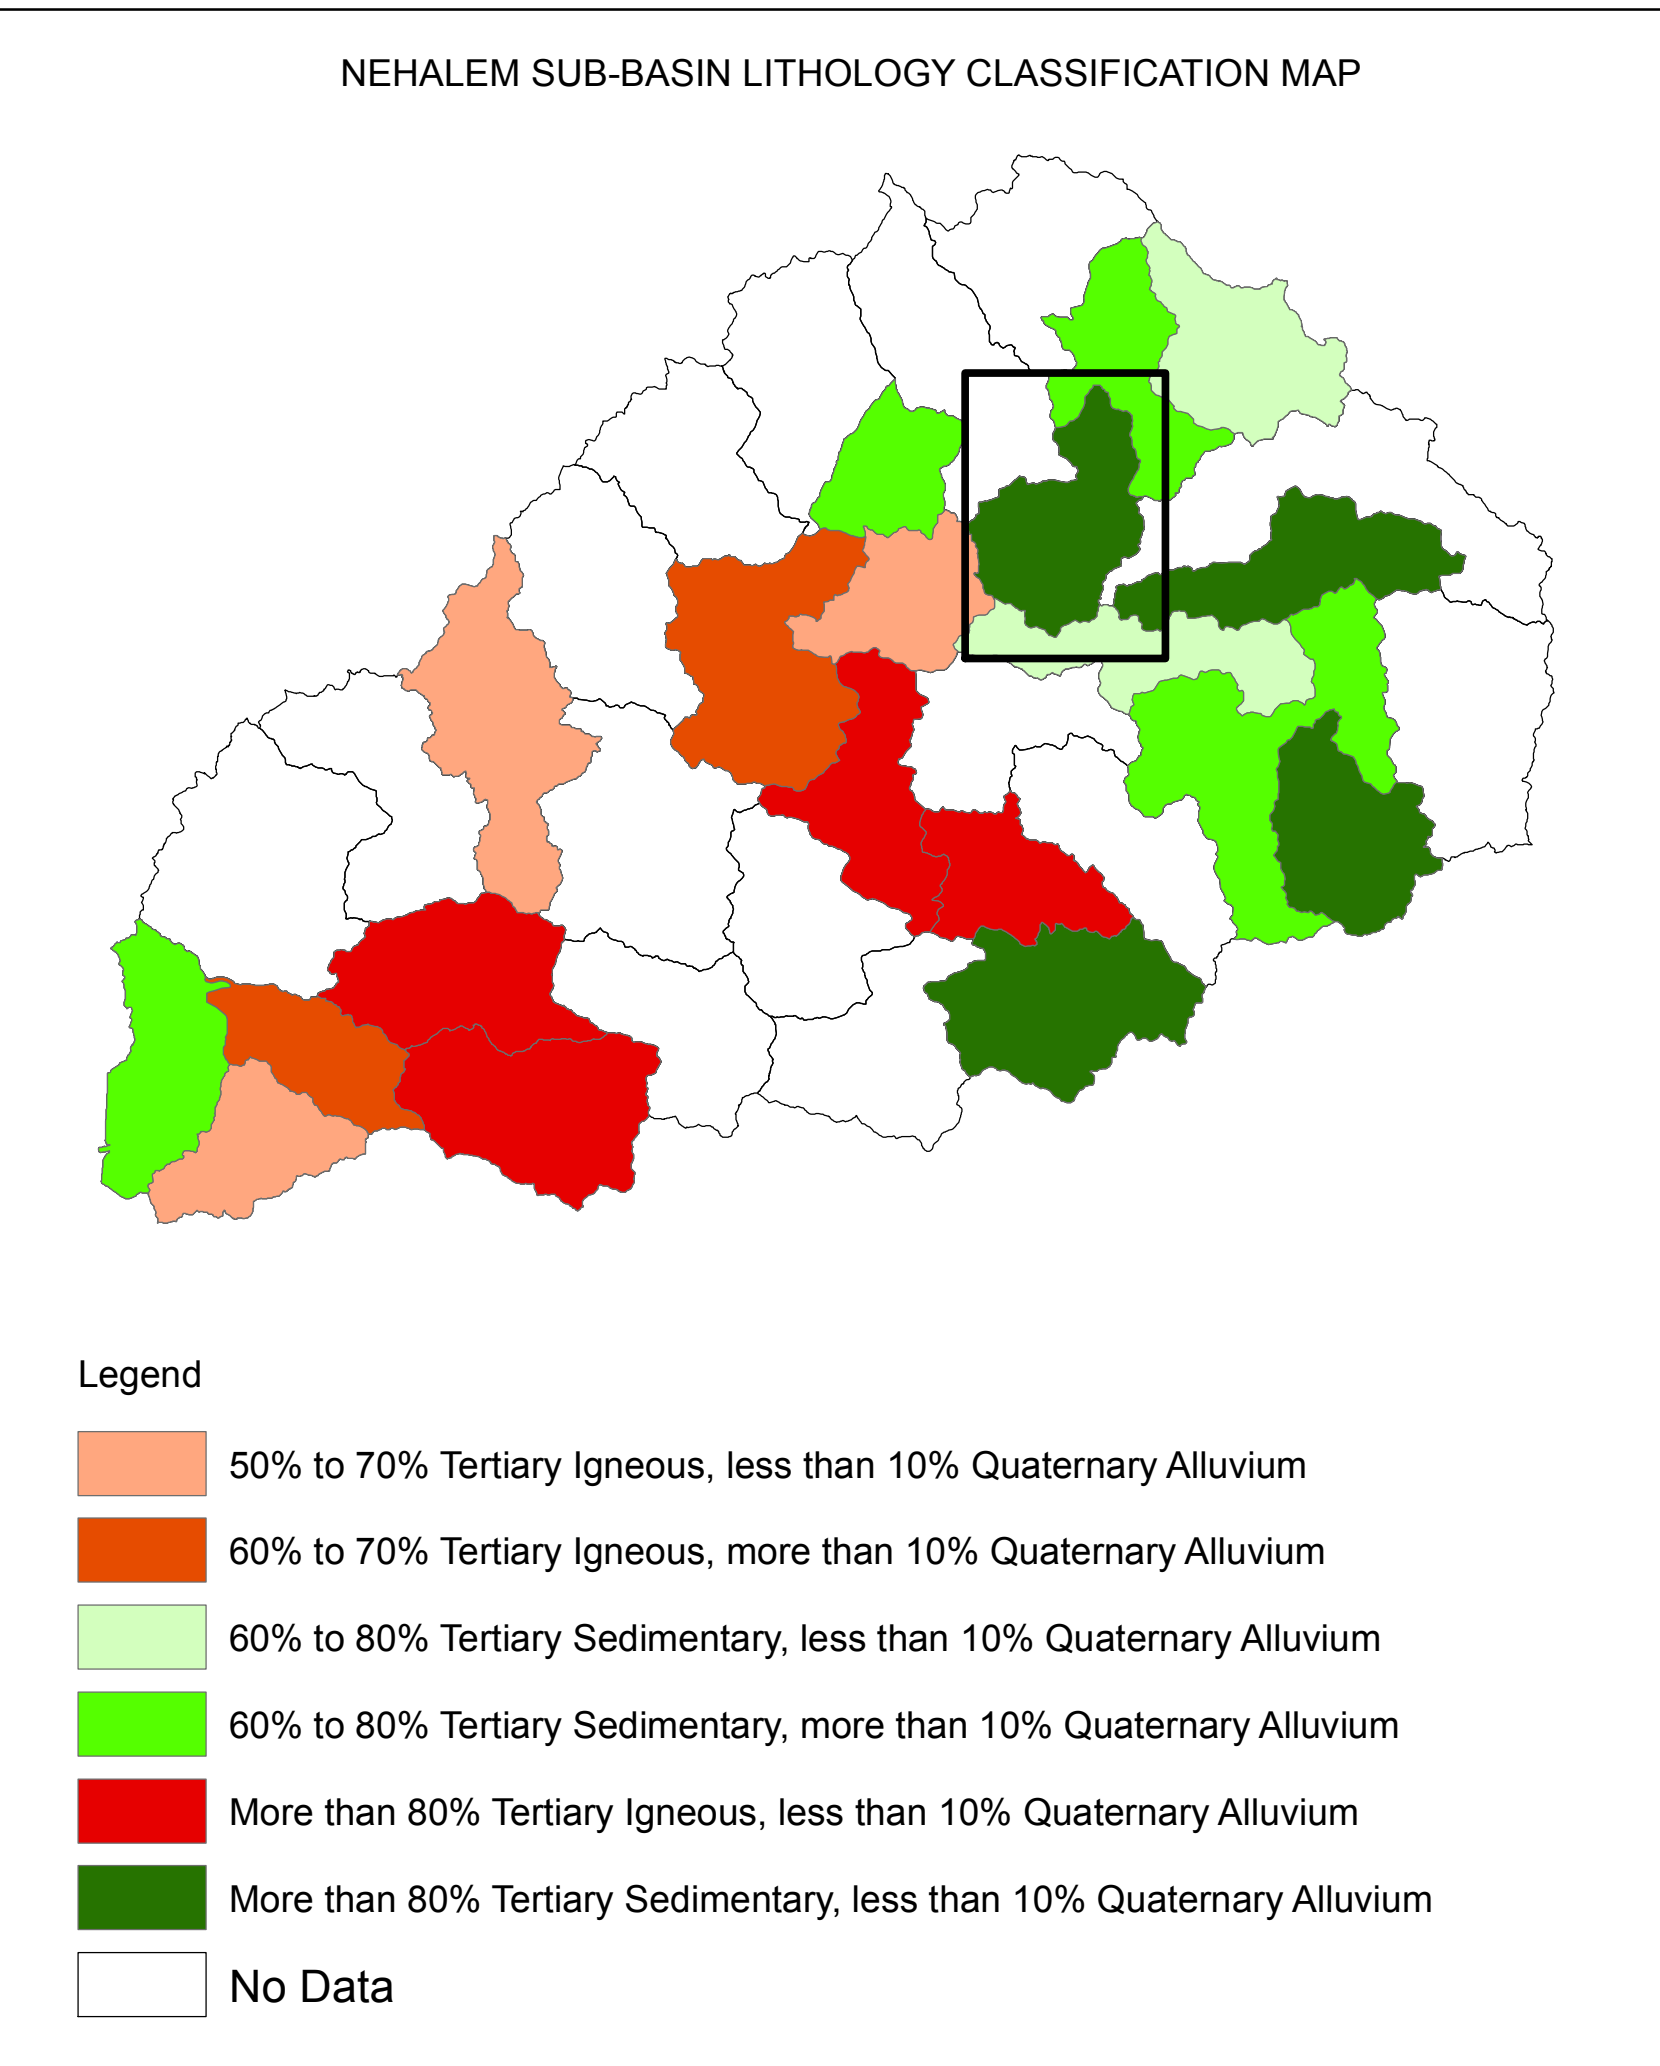 NEHALEM SUB-BASIN LITHOLOGY CLASSIFICATION MAP
Legend
50% to 70% Tertiary Igneous, less than 10% Quaternary Alluvium
60% to 70% Tertiary Igneous, more than 10% Quaternary Alluvium
60% to 80% Tertiary Sedimentary, less than 10% Quaternary Alluvium
60% to 80% Tertiary Sedimentary, more than 10% Quaternary Alluvium
More than 80% Tertiary Igneous, less than 10% Quaternary Alluvium
More than 80% Tertiary Sedimentary, less than 10% Quaternary Alluvium
No Data